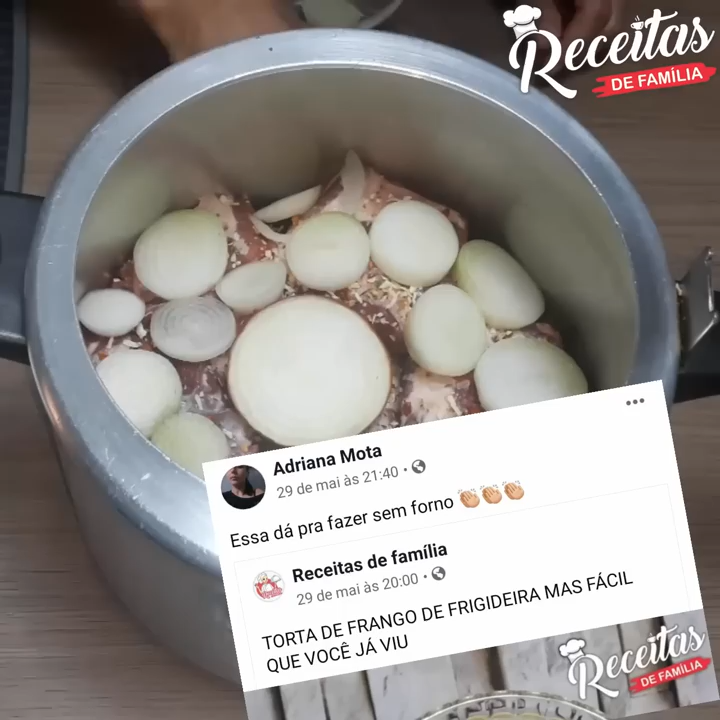 Receitas
DE FAMÍLIA
Adriana Mota
29 de mai às 21:40 •
Essa dá pra fazer sem forno 👏🏼👏🏼👏🏼
Receitas de família
29 de mai às 20:00 •
TORTA DE FRANGO DE FRIGIDEIRA MAS FÁCIL
QUE VOCÊ JÁ VIU
Receitas
DE FAMÍLIA